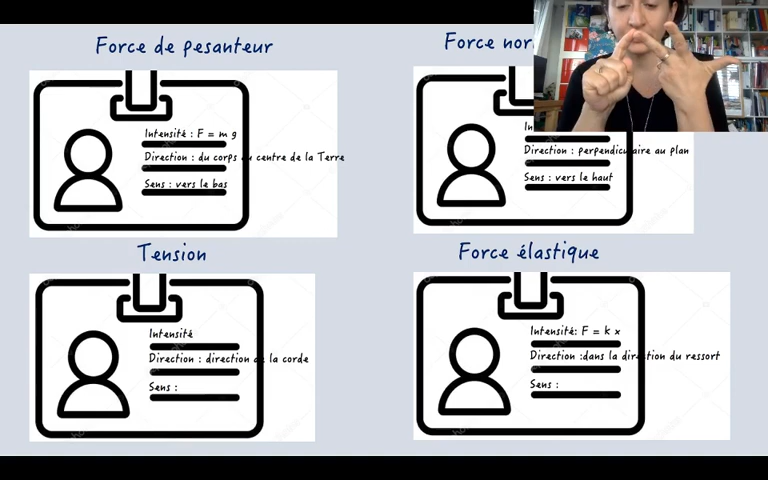 Force de pesanteur
Intensité : F = m g
Direction : du corps au centre de la Terre
Sens : vers le bas
Force
Direction : perpendiculaire au plan
Sens : vers le haut
Tension
Intensité
Direction : direction de la corde
Sens :
Force élastique
Intensité: F = k x
Direction :dans la direction du ressort
Sens :